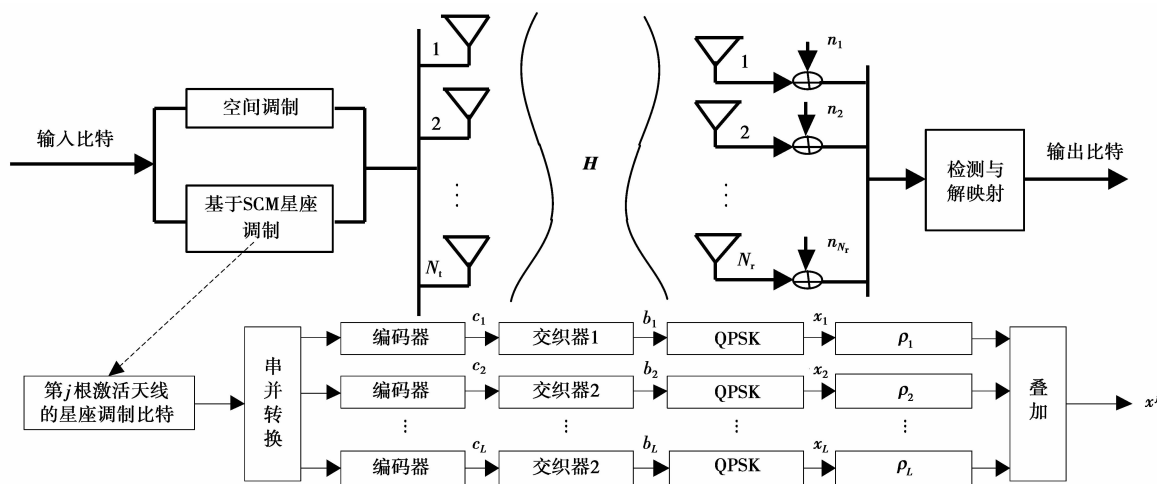 输入比特
空间调制
基于SCM星座
调制
1
2
⋮
N_t
H
1
2
⋮
N_r
n_1
n_2
n_{N_r}
检测与
解映射
输出比特
第j根激活天线
的星座调制比特
串并转换
编码器
c_1
交织器1
b_1
QPSK
x_1
ρ_1
编码器
c_2
交织器2
b_2
QPSK
x_2
ρ_2
⋮
⋮
⋮
⋮
编码器
c_L
交织器2
b_L
QPSK
x_L
ρ_L
叠加